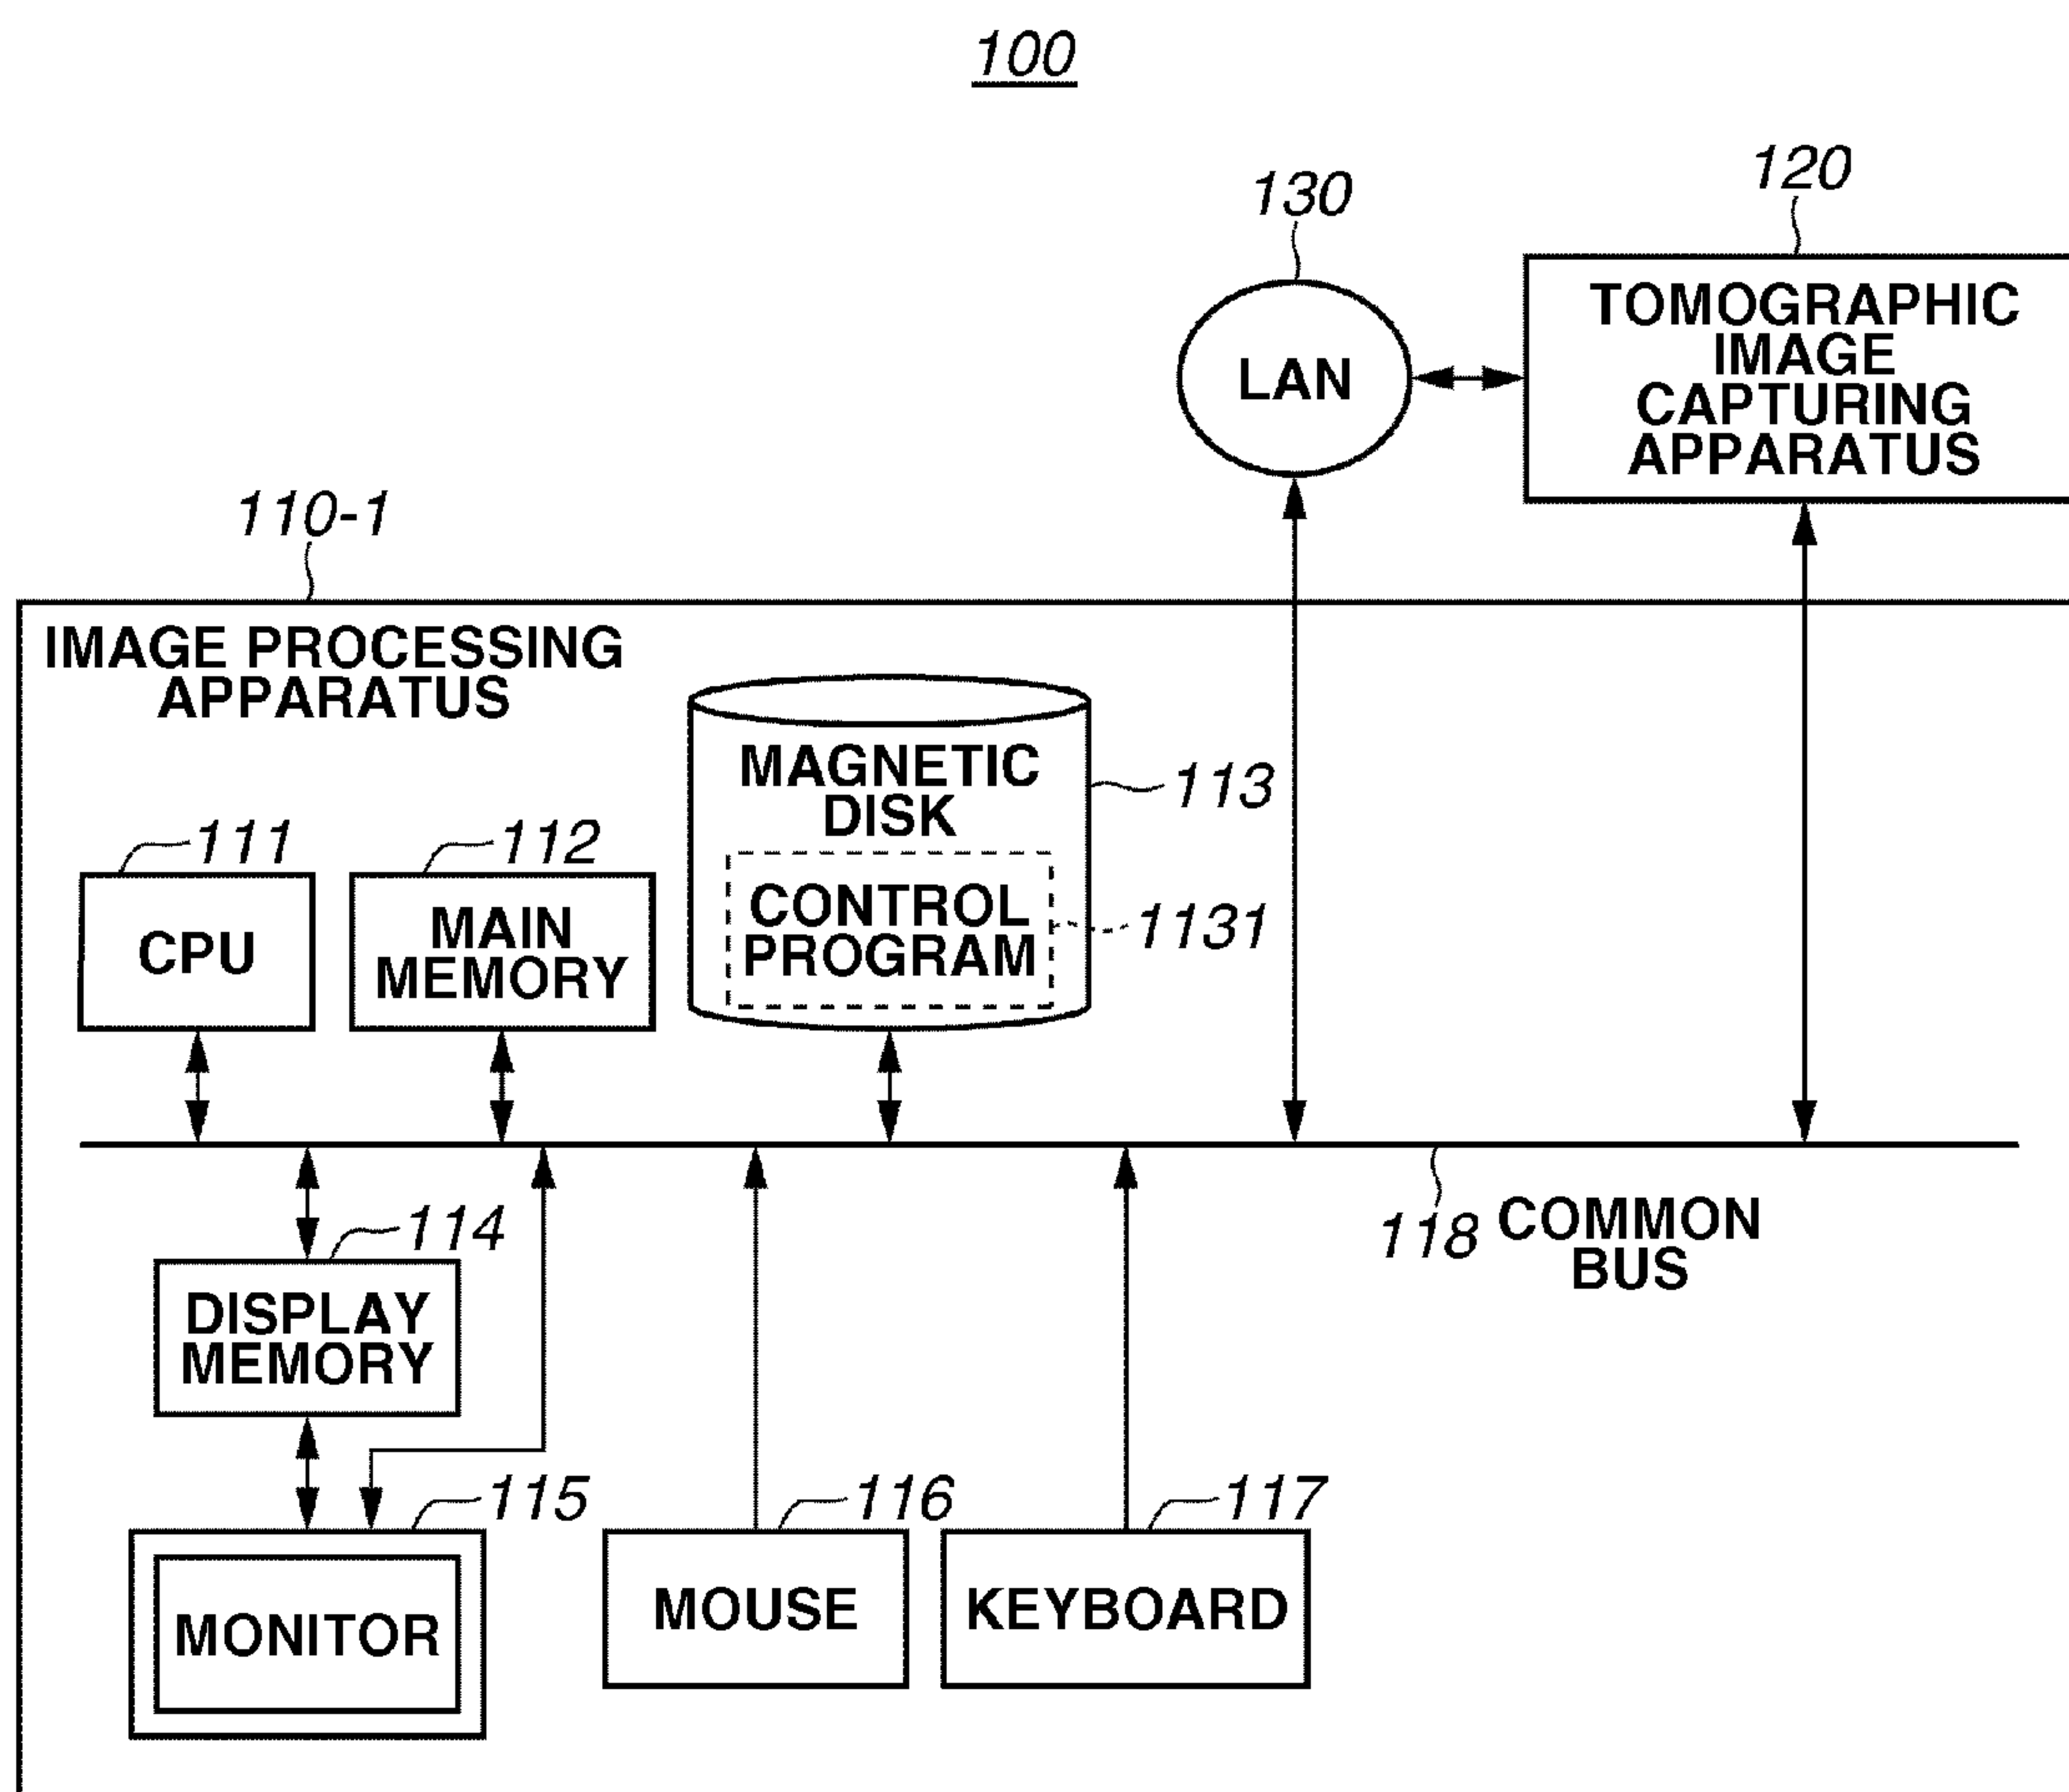 100
130
120
LAN
TOMOGRAPHIC
IMAGE
CAPTURING
APPARATUS
110-1
IMAGE PROCESSING
APPARATUS
MAGNETIC
DISK
113
111
112
CPU
MAIN
MEMORY
CONTROL
PROGRAM
1131
114
118
COMMON
BUS
DISPLAY
MEMORY
115
116
117
MONITOR
MOUSE
KEYBOARD